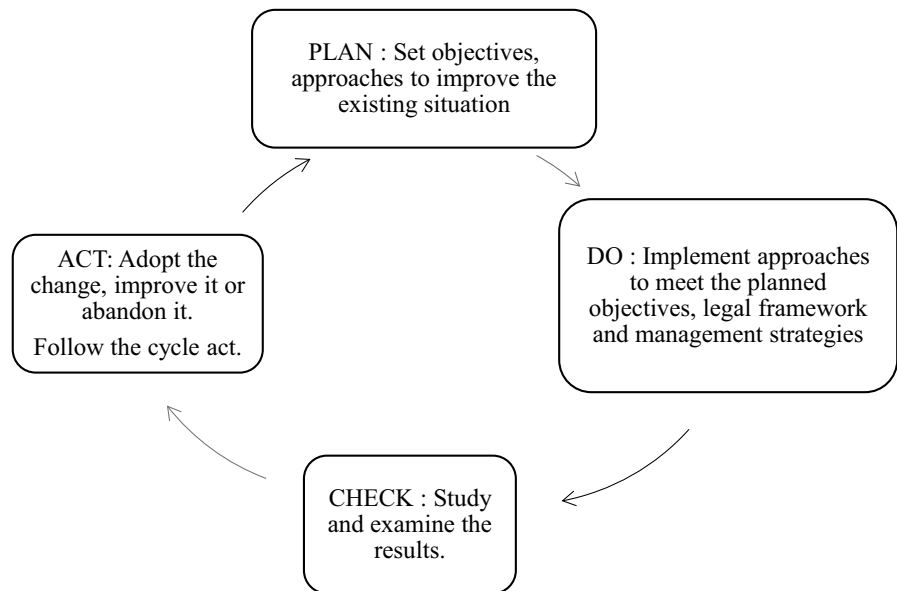 PLAN : Set objectives,
approaches to improve the
existing situation
DO : Implement approaches
to meet the planned
objectives, legal framework
and management strategies
CHECK : Study
and examine the
results.
ACT: Adopt the
change, improve it or
abandon it.
Follow the cycle act.